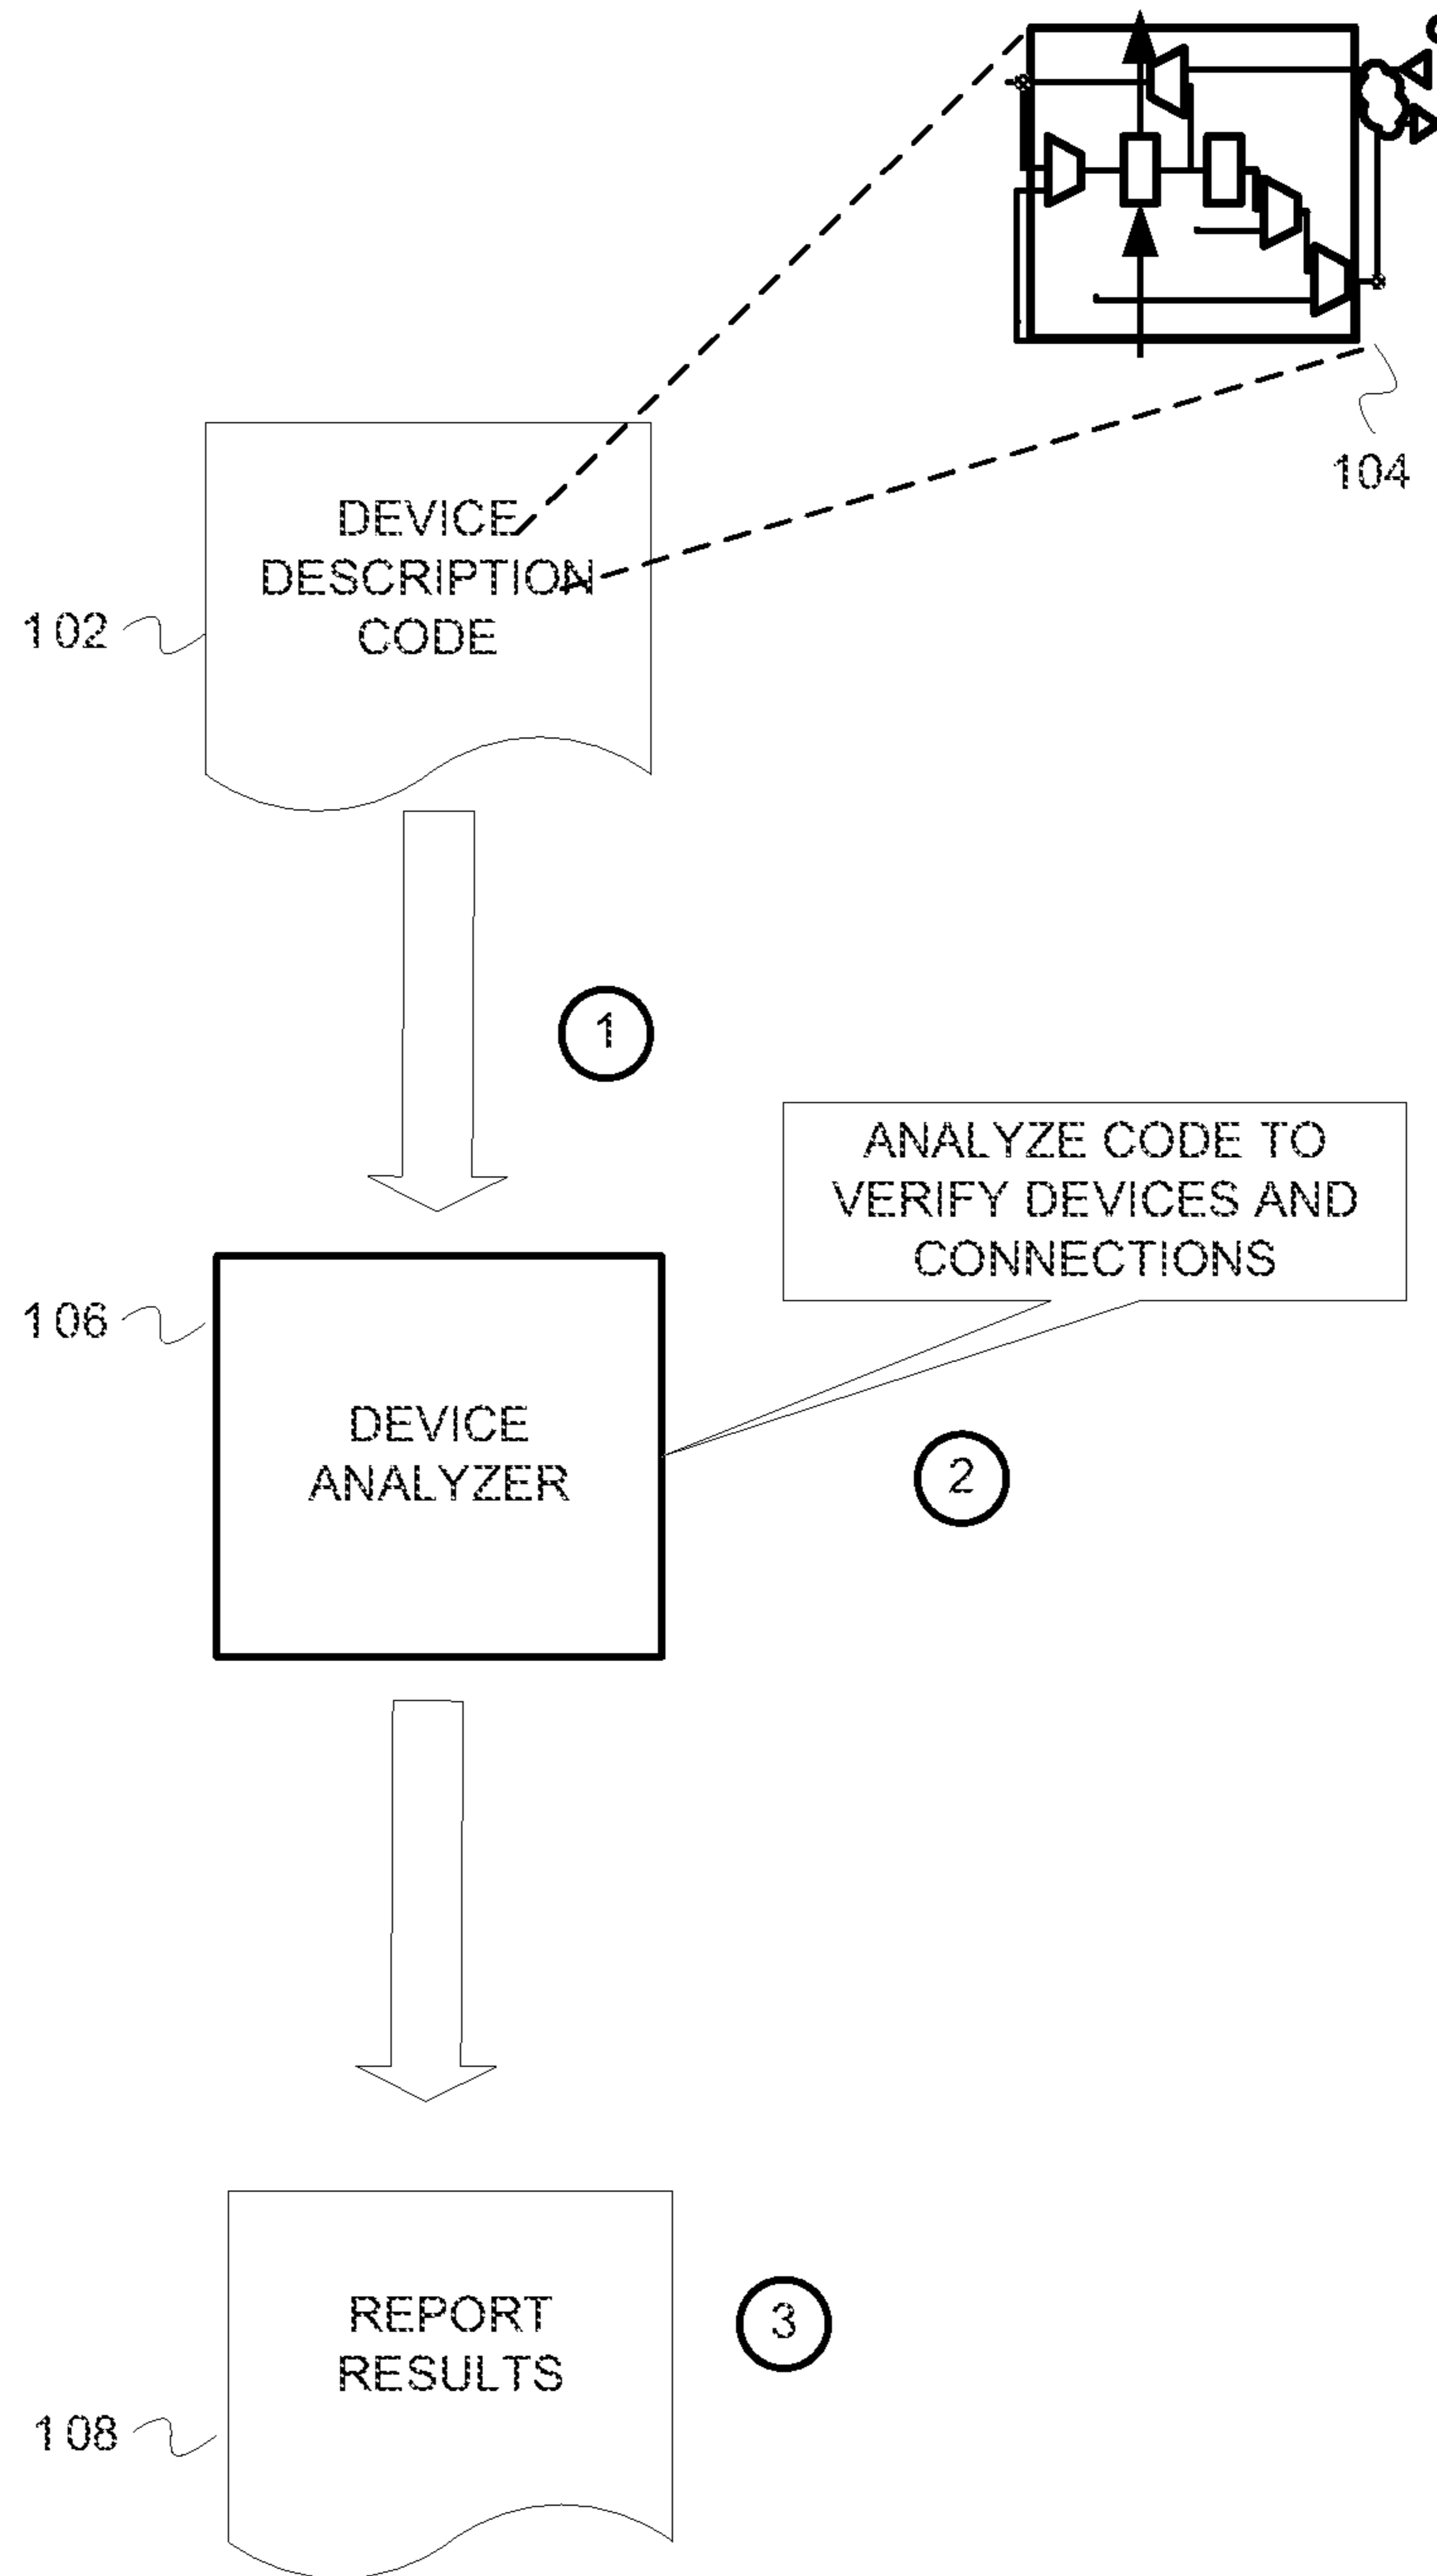 104
DEVICE
DESCRIPTION
CODE
102
1
ANALYZE CODE TO
VERIFY DEVICES AND
CONNECTIONS
106
DEVICE
ANALYZER
2
REPORT
RESULTS
3
108